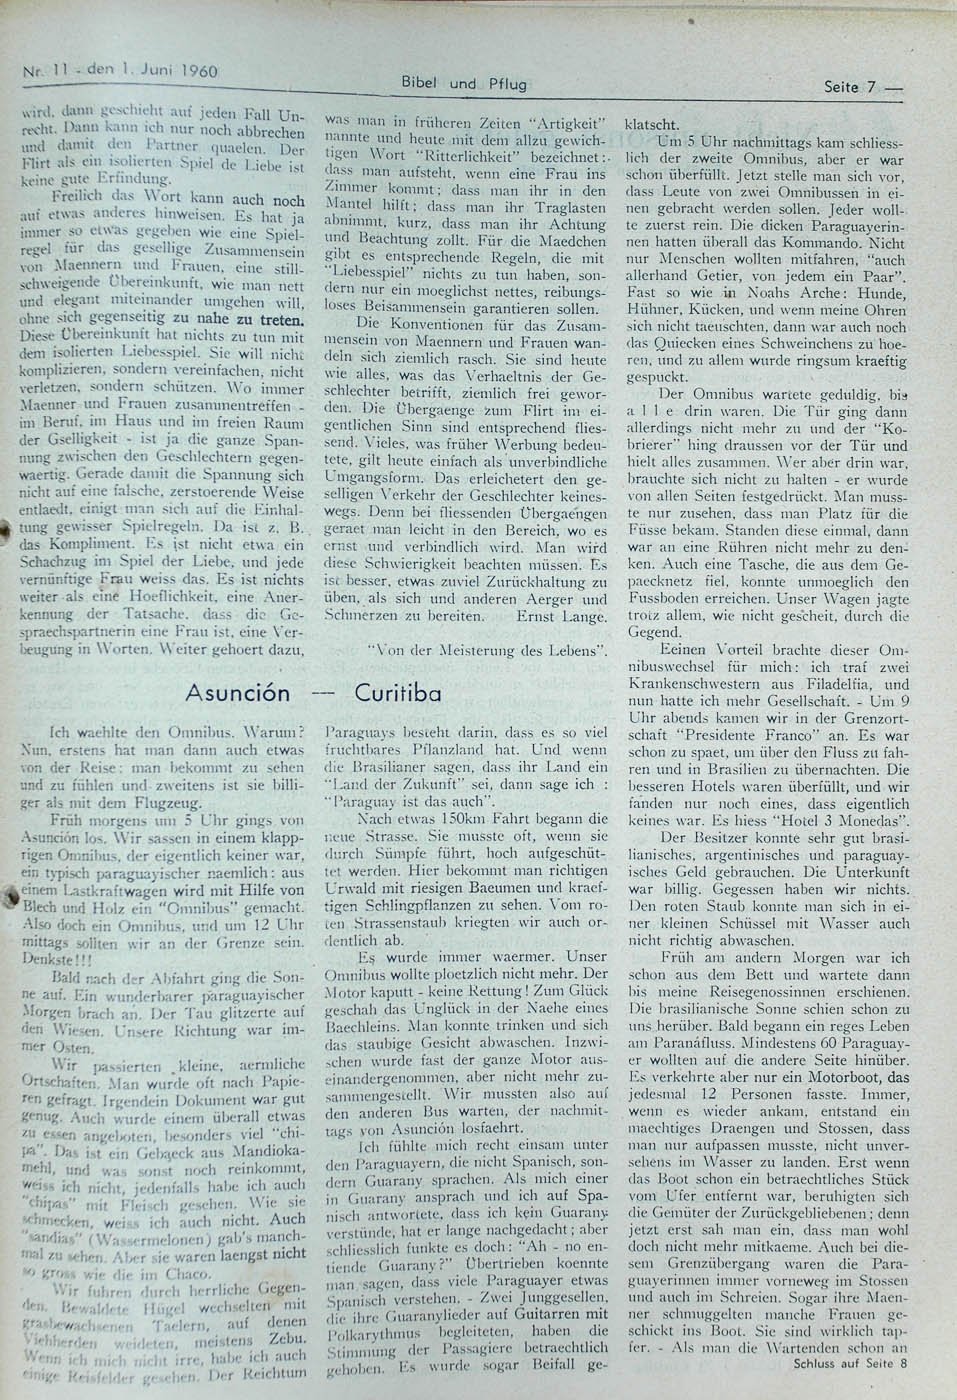 Nr. 11 - den 1. Juni 1960
Bibel und Pflug
Seite 7 —
wird, dann geschieht auf jeden Fall Un-
recht. Dann kann ich nur noch abbrechen
und damit den Partner quaelen. Der
Flirt als ein isolierten Spiel de Liebe ist
keine gute Erfindung.
Freilich das Wort kann auch noch
auf etwas anderes hinweisen. Es hat ja
immer so etwas gegeben wie eine Spiel-
regel für das gesellige Zusammensein
von Maennern und Frauen, eine still-
schweigende Übereinkunft, wie man nett
und elegant miteinander umgehen will,
ohne sich gegenseitig zu nahe zu treten.
Diese Übereinkunft hat nichts zu tun mit
dem isolierten Liebesspiel. Sie will nicht
komplizieren, sondern vereinfachen, nicht
verletzen, sondern schützen. Wo immer
Maenner und Frauen zusammentreffen -
im Beruf, im Haus und im freien Raum
der Gselligkeit - ist ja die ganze Span-
nung zwischen den Geschlechtern gegen-
waertig. Gerade damit die Spannung sich
nicht auf eine falsche, zerstoerende Weise
entlaedt, einigt man sich auf die Einhal-
tung gewisser Spielregeln. Da ist z. B.
das Kompliment. Es ist nicht etwa ein
Schachzug im Spiel der Liebe, und jede
vernünftige Frau weiss das. Es ist nichts
weiter als eine Hoeflichkeit, eine Aner-
kennung der Tatsache, dass die Ge-
spraechspartnerin eine Frau ist, eine Ver-
beugung in Worten. Weiter gehoert dazu,
was man in früheren Zeiten "Artigkeit"
nannte und heute mit dem allzu gewich-
tigen Wort "Ritterlichkeit" bezeichnet:.
dass man aufsteht, wenn eine Frau ins
Zimmer kommt; dass man ihr in den
Mantel hilft; dass man ihr Traglasten
abnimmt, kurz, dass man ihr Achtung
und Beachtung zollt. Für die Maedchen
gibt es entsprechende Regeln, die mit
"Liebesspiel" nichts zu tun haben, son-
dern nur ein moeglichst nettes, reibungs-
loses Beisammensein garantieren sollen.
Die Konventionen für das Zusam-
mensein von Maennern und Frauen wan-
deln sich ziemlich rasch. Sie sind heute
wie alles, was das Verhaeltnis der Ge-
schlechter betrifft, ziemlich frei gewor-
den. Die Übergaenge zum Flirt im ei-
gentlichen Sinn sind entsprechend flies-
send. Vieles, was früher Werbung bedeu-
tete, gilt heute einfach als unverbindliche
Umgangsform. Das erleichetert den ge-
selligen Verkehr der Geschlechter keines-
wegs. Denn bei fliessenden Übergaengen
geraet man leicht in den Bereich, wo es
ernst und verbindlich wird. Man wird
diese Schwierigkeit beachten müssen. Es
ist besser, etwas zuviel Zurückhaltung zu
üben, als sich und anderen Aerger und
Schmerzen zu bereiten. Ernst Lange.
"Von der Meisterung des Lebens".
Asunción — Curitiba
Ich waehlte den Omnibus. Warum?
Nun, erstens hat man dann auch etwas
von der Reise: man bekommt zu sehen
und zu fühlen und zweitens ist sie billi-
ger als mit dem Flugzeug.
Früh morgens um 5 Uhr gings von
Asunción los. Wir sassen in einem klapp-
rigen Omnibus, der eigentlich keiner war,
ein typisch paraguayischer naemlich: aus
einem Lastkraftwagen wird mit Hilfe von
Blech und Holz ein "Omnibus" gemacht.
Also doch ein Omnibus, und um 12 Uhr
mittags sollten wir an der Grenze sein.
Denkste!!!
Bald nach der Abfahrt ging die Son-
ne auf. Ein wunderbarer paraguayischer
Morgen brach an. Der Tau glitzerte auf
den Wiesen. Unsere Richtung war im-
mer Osten.
Wir passierten kleine, aermliche
Ortschaften. Man wurde oft nach Papie-
ren gefragt. Irgendein Dokument war gut
genug. Auch wurde einem überall etwas
zu essen angeboten, besonders viel "chi-
pa". Das ist ein Gebaeck aus Mandioka-
mehl, und was sonst noch reinkommt,
weiss ich nicht, jedenfalls habe ich auch
"chipas" mit Fleisch gesehen. Wie sie
schmecken, weiss ich auch nicht. Auch
"sandias" (Wassermelonen) gab's manch-
mal zu sehen. Aber sie waren laengst nicht
so gross wie die im Chaco.
Wir fuhren durch herrliche Gegen-
den. Bewaldete Hügel wechselten mit
grasbewachsenen Taelern, auf denen
Viehherden weideten, meistens Zebu.
Wenn ich mich nicht irre, habe ich auch
einige Reisfelder gesehen. Der Reichtum
Paraguays besteht darin, dass es so viel
fruchtbares Pflanzland hat. Und wenn
die Brasilianer sagen, dass ihr Land ein
"Land der Zukunft" sei, dann sage ich :
"Paraguay ist das auch".
Nach etwa 150km Fahrt begann die
neue Strasse. Sie musste oft, wenn sie
durch Sümpfe führt, hoch aufgeschüt-
tet werden. Hier bekommt man richtigen
Urwald mit riesigen Baeumen und kraef-
tigen Schlingpflanzen zu sehen. Vom ro-
ten Strassenstaub kriegten wir auch or-
dentlich ab.
Es wurde immer waermer. Unser
Omnibus wollte ploetzlich nicht mehr. Der
Motor kaputt - keine Rettung! Zum Glück
geschah das Unglück in der Naehe eines
Baechleins. Man konnte trinken und sich
das staubige Gesicht abwaschen. Inzwi-
schen wurde fast der ganze Motor aus-
einandergenommen, aber nicht mehr zu-
sammengestellt. Wir mussten also auf
den anderen Bus warten, der nachmit-
tags von Asunción losfaehrt.
Ich fühlte mich recht einsam unter
den Paraguayern, die nicht Spanisch, son-
dern Guarany sprachen. Als mich einer
in Guarany ansprach und ich auf Spa-
nisch antwortete, dass ich kein Guarany
verstünde, hat er lange nachgedacht; aber
schliesslich funkte es doch: "Ah - no en-
tiende Guarany?" Übertrieben koennte
man sagen, dass viele Paraguayer etwas
Spanisch verstehen. - Zwei Junggesellen,
die ihre Guaranylieder auf Guitarren mit
Polkarythmus begleiteten, haben die
Stimmung der Passagiere betraechtlich
gehoben. Es wurde sogar Beifall ge-
klatscht.
Um 5 Uhr nachmittags kam schliess-
lich der zweite Omnibus, aber er war
schon überfüllt. Jetzt stelle man sich vor,
dass Leute von zwei Omnibussen in ei-
nen gebracht werden sollen. Jeder woll-
te zuerst rein. Die dicken Paraguayerin-
nen hatten überall das Kommando. Nicht
nur Menschen wollten mitfahren, "auch
allerhand Getier, von jedem ein Paar".
Fast so wie in Noahs Arche: Hunde,
Hühner, Kücken, und wenn meine Ohren
sich nicht taeuschten, dann war auch noch
das Quiecken eines Schweinchens zu hoe-
ren, und zu allem wurde ringsum kraeftig
gespuckt.
Der Omnibus wartete geduldig, bis
a l l e drin waren. Die Tür ging dann
allerdings nicht mehr zu und der "Ko-
brierer" hing draussen vor der Tür und
hielt alles zusammen. Wer aber drin war,
brauchte sich nicht zu halten - er wurde
von allen Seiten festgedrückt. Man muss-
te nur zusehen, dass man Platz für die
Füsse bekam. Standen diese einmal, dann
war an eine Rühren nicht mehr zu den-
ken. Auch eine Tasche, die aus dem Ge-
paecknetz fiel, konnte unmoeglich den
Fussboden erreichen. Unser Wagen jagte
trotz allem, wie nicht gescheit, durch die
Gegend.
Eeinen Vorteil brachte dieser Om-
nibuswechsel für mich: ich traf zwei
Krankenschwestern aus Filadelfia, und
nun hatte ich mehr Gesellschaft. - Um 9
Uhr abends kamen wir in der Grenzort-
schaft "Presidente Franco" an. Es war
schon zu spaet, um über den Fluss zu fah-
ren und in Brasilien zu übernachten. Die
besseren Hotels waren überfüllt, und wir
fanden nur noch eines, dass eigentlich
keines war. Es hiess "Hotel 3 Monedas".
Der Besitzer konnte sehr gut brasi-
lianisches, argentinisches und paraguay-
isches Geld gebrauchen. Die Unterkunft
war billig. Gegessen haben wir nichts.
Den roten Staub konnte man sich in ei-
ner kleinen Schüssel mit Wasser auch
nicht richtig abwaschen.
Früh am andern Morgen war ich
schon aus dem Bett und wartete dann
bis meine Reisegenossinnen erschienen.
Die brasilianische Sonne schien schon zu
uns herüber. Bald begann ein reges Leben
am Paranáfluss. Mindestens 60 Paraguay-
er wollten auf die andere Seite hinüber.
Es verkehrte aber nur ein Motorboot, das
jedesmal 12 Personen fasste. Immer,
wenn es wieder ankam, entstand ein
maechtiges Draengen und Stossen, dass
man nur aufpassen musste, nicht unver-
sehens im Wasser zu landen. Erst wenn
das Boot schon ein betraechtliches Stück
vom Ufer entfernt war, beruhigten sich
die Gemüter der Zurückgebliebenen; denn
jetzt erst sah man ein, dass man wohl
doch nicht mehr mitkaeme. Auch bei die-
sem Grenzübergang waren die Para-
guayerinnen immer vorneweg im Stossen
und auch im Schreien. Sogar ihre Maen-
ner schmuggelten manche Frauen ge-
schickt ins Boot. Sie sind wirklich tap-
fer. - Als man die Wartenden schon an
Schluss auf Seite 8